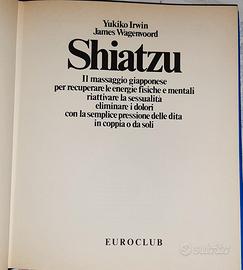 Yukiko Irwin
James Wagenvoord
Shiatzu
Il massaggio giapponese
per recuperare le energie fisiche e mentali
riattivare la sessualità
eliminare i dolori
con la semplice pressione delle dita
in coppia o da soli
EUROCLUB
subito